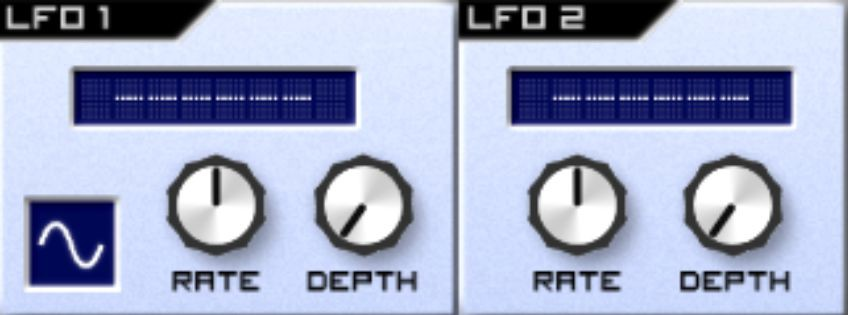 LFO 1
LFO 2
------
------
RATE
DEPTH
RATE
DEPTH